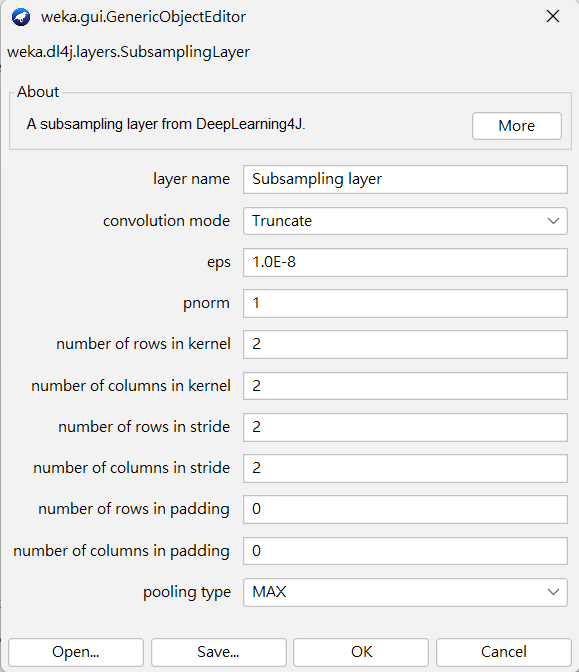 weka.gui.GenericObjectEditor
weka.dl4j.layers.SubsamplingLayer
About
A subsampling layer from DeepLearning4J.
More
layer name Subsampling layer
convolution mode Truncate
eps 1.0E-8
pnorm 1
number of rows in kernel 2
number of columns in kernel 2
number of rows in stride 2
number of columns in stride 2
number of rows in padding 0
number of columns in padding 0
pooling type MAX
Open... Save... OK Cancel